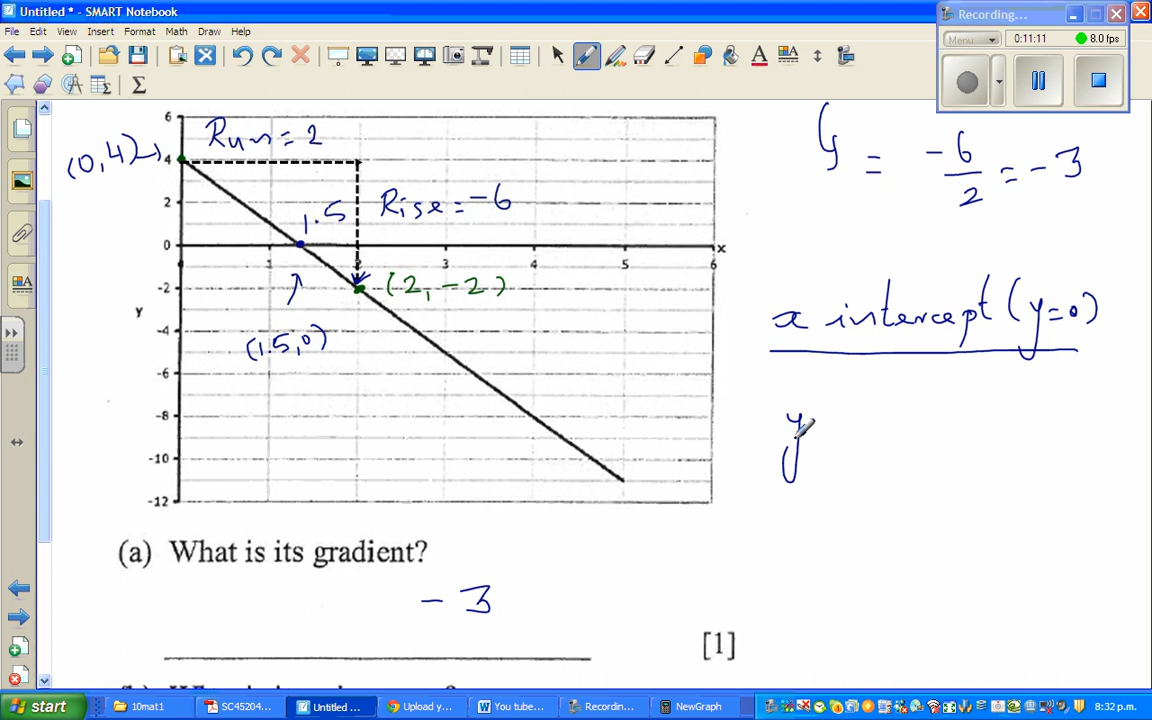 Untitled * - SMART Notebook
File Edit View Insert Format Math Draw Help
Recording...
Menu
0:11:11
8.0 fps
6
Run = 2
(0,4)→ 4
2
1.5
Rise = -6
0
x
1 2 3 4 5 6
-2
(2, -2)
y
-4
(1.5,0)
-6
-8
-10
-12
y = -6/2 = -3
x intercept (y=0)
y
(a) What is its gradient?
- 3
[1]
start
10mat1
SC45204...
Untitled ...
Upload y...
You tube...
Recordin...
NewGraph
8:32 p.m.